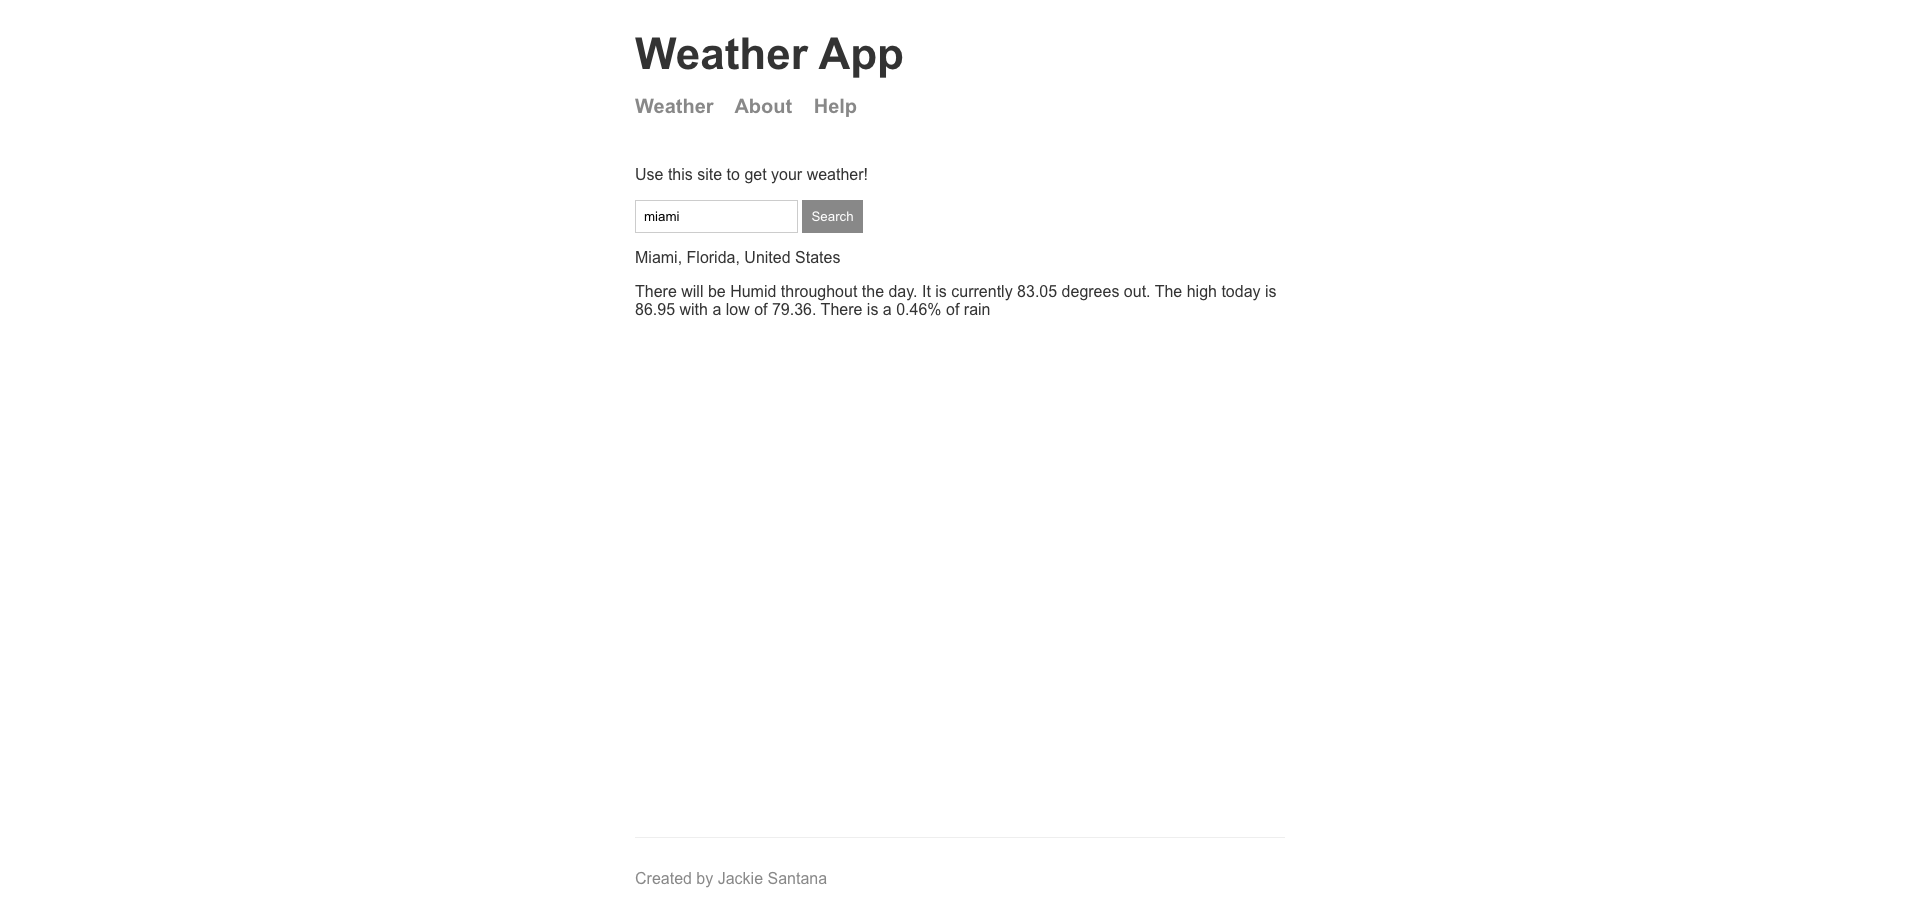 Weather App
Weather About Help
Use this site to get your weather!
miami Search
Miami, Florida, United States
There will be Humid throughout the day. It is currently 83.05 degrees out. The high today is
86.95 with a low of 79.36. There is a 0.46% of rain
Created by Jackie Santana